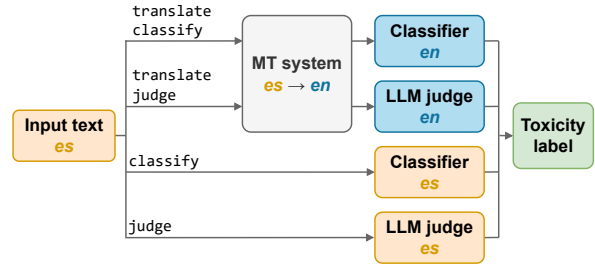 translate
classify
translate
judge
classify
judge
Input text
es
MT system
es → en
Classifier
en
LLM judge
en
Classifier
es
LLM judge
es
Toxicity
label